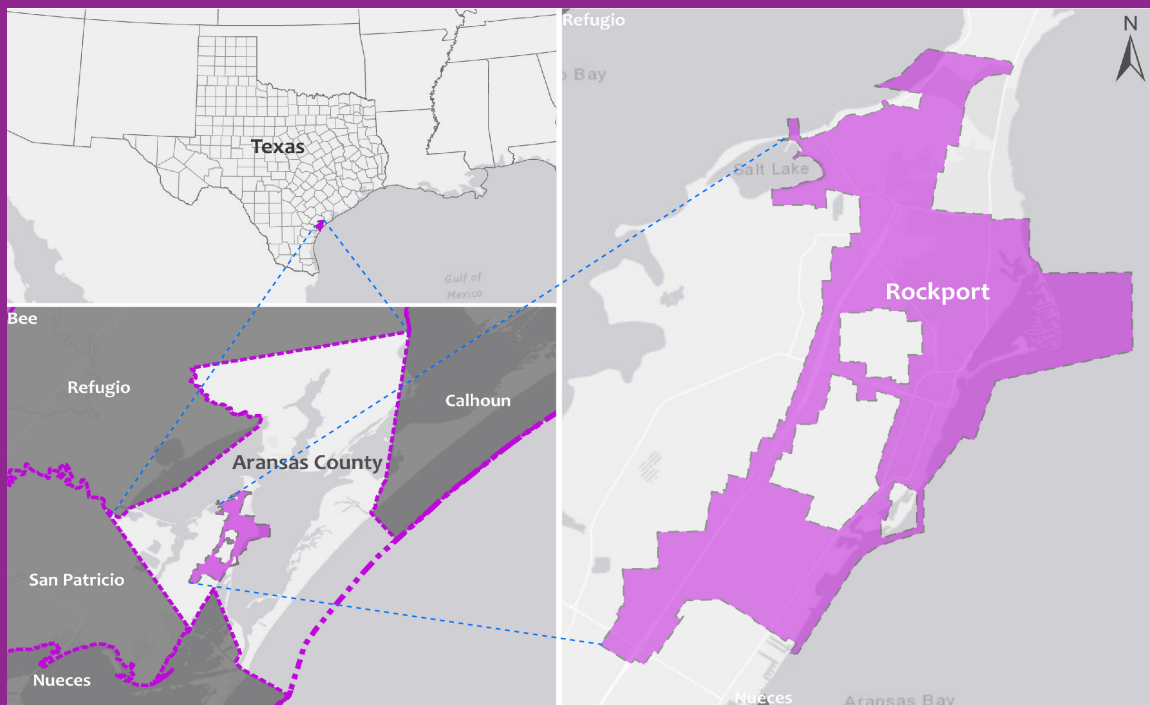 Texas
Gulf of
Mexico
Bee
Refugio
Calhoun
Aransas County
San Patricio
Nueces
Refugio
Bay
N
Salt Lake
Rockport
Nueces
Aransas Bay